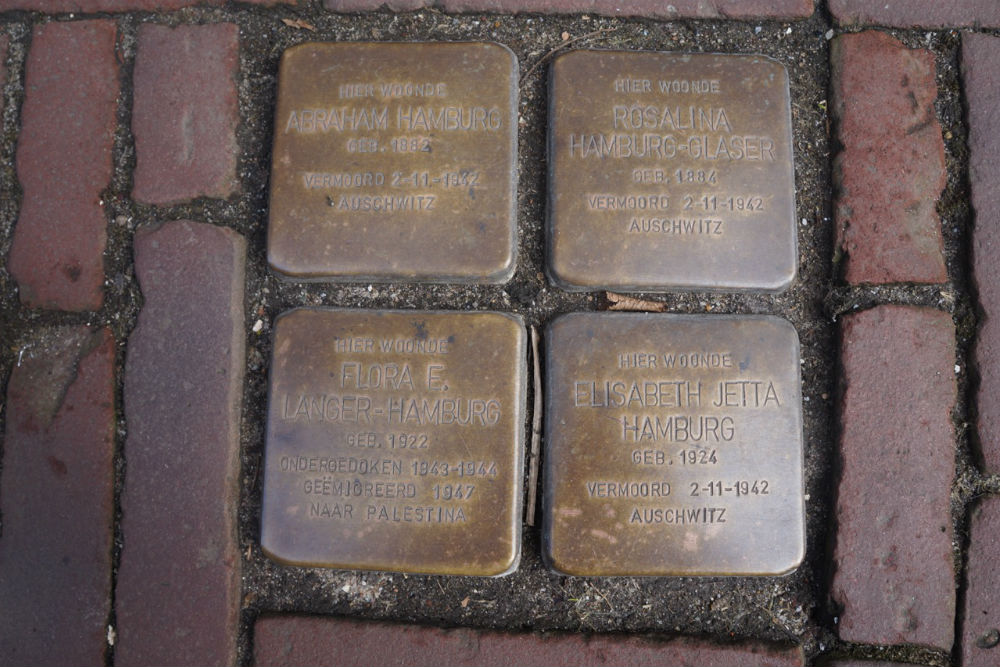 HIER WOONDE
ABRAHAM HAMBURG
GEB. 1882
VERMOORD 2-11-1942
AUSCHWITZ
HIER WOONDE
ROSALINA
HAMBURG-GLASER
GEB. 1884
VERMOORD 2-11-1942
AUSCHWITZ
HIER WOONDE
FLORA E.
LANGER-HAMBURG
GEB. 1922
ONDERGEDOKEN 1943-1944
GEËMIGREERD 1947
NAAR PALESTINA
HIER WOONDE
ELISABETH JETTA
HAMBURG
GEB. 1924
VERMOORD 2-11-1942
AUSCHWITZ